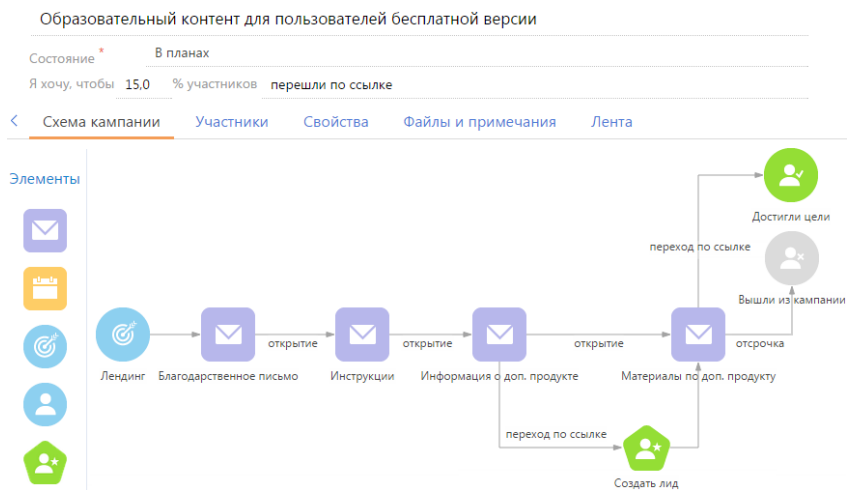 Образовательный контент для пользователей бесплатной версии
Состояние * В планах
Я хочу, чтобы 15,0 % участников перешли по ссылке
Схема кампании Участники Свойства Файлы и примечания Лента
Элементы
Достигли цели
переход по ссылке
Вышли из кампании
открытие открытие открытие отсрочка
Лендинг Благодарственное письмо Инструкции Информация о доп. продукте Материалы по доп. продукту
переход по ссылке
Создать лид